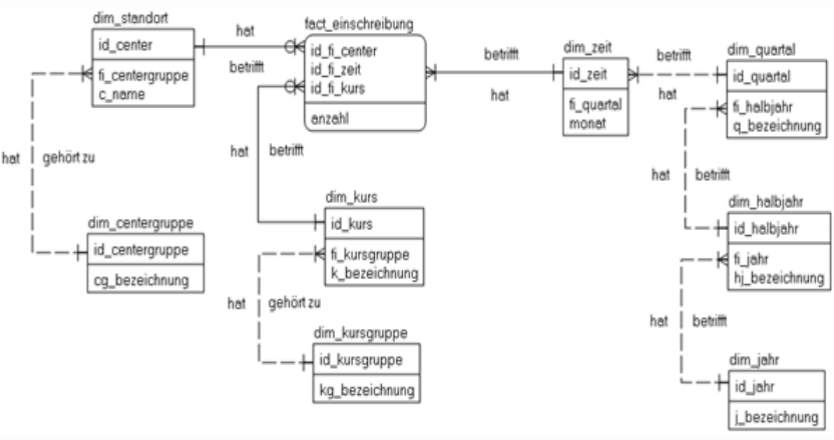 dim_standort
id_center
fi_centergruppe
c_name
hat
betrifft
fact_einschreibung
id_fi_center
id_fi_zeit
id_fi_kurs
anzahl
betrifft
hat
dim_zeit
id_zeit
fi_quartal
monat
betrifft
hat
dim_quartal
id_quartal
fi_halbjahr
q_bezeichnung
hat
gehört zu
hat
betrifft
hat
betrifft
dim_centergruppe
id_centergruppe
cg_bezeichnung
dim_kurs
id_kurs
fi_kursgruppe
k_bezeichnung
dim_halbjahr
id_halbjahr
fi_jahr
hj_bezeichnung
hat
gehört zu
hat
betrifft
dim_kursgruppe
id_kursgruppe
kg_bezeichnung
dim_jahr
id_jahr
j_bezeichnung